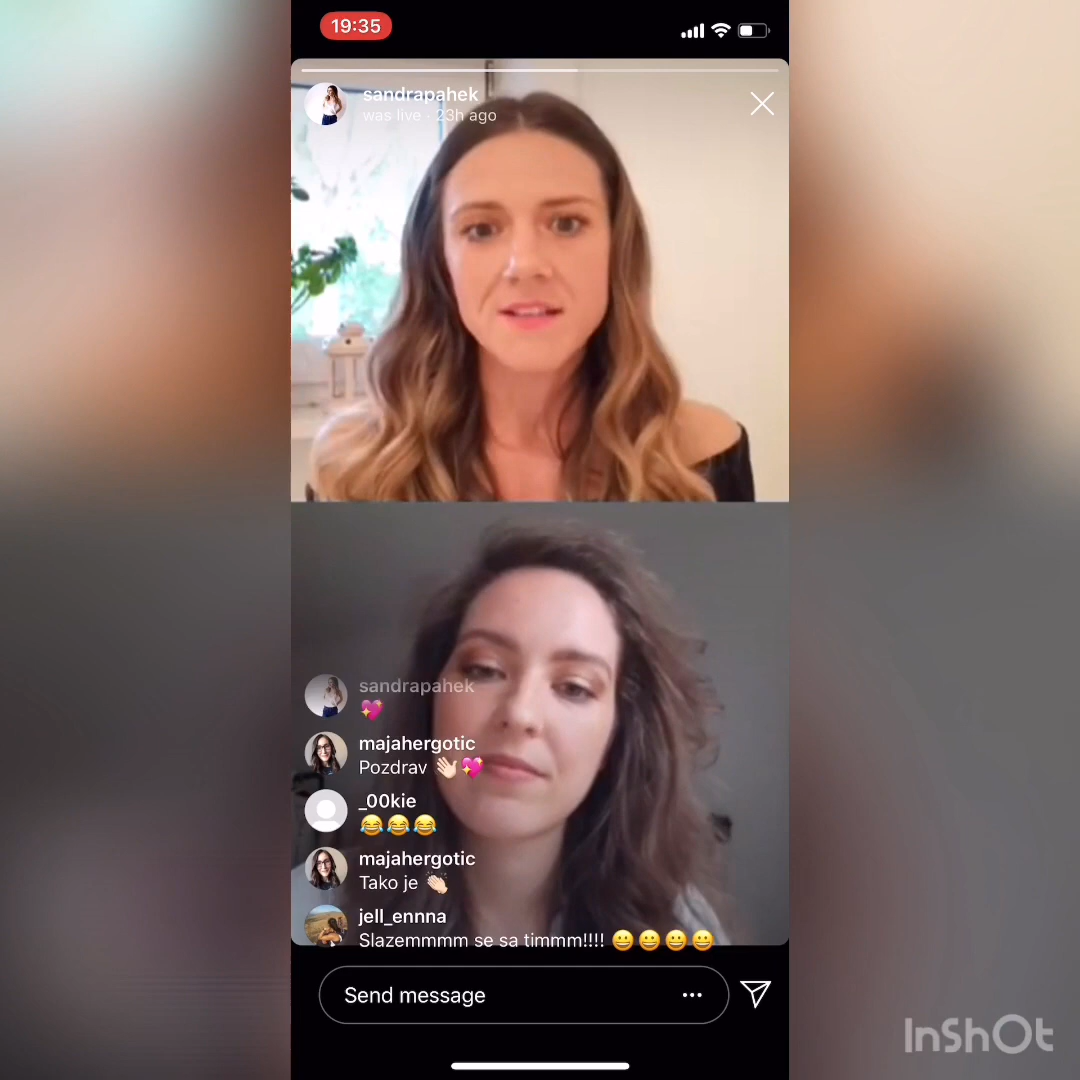 19:35
sandrapahek
was live · 23h ago
sandrapahek
💖
majahergotic
Pozdrav 👋🏻💖
_00kie
😂😂😂
majahergotic
Tako je 👏🏻
jell_ennna
Slazemmmm se sa timmm!!!! 😀😀😀😀
Send message
InShOt